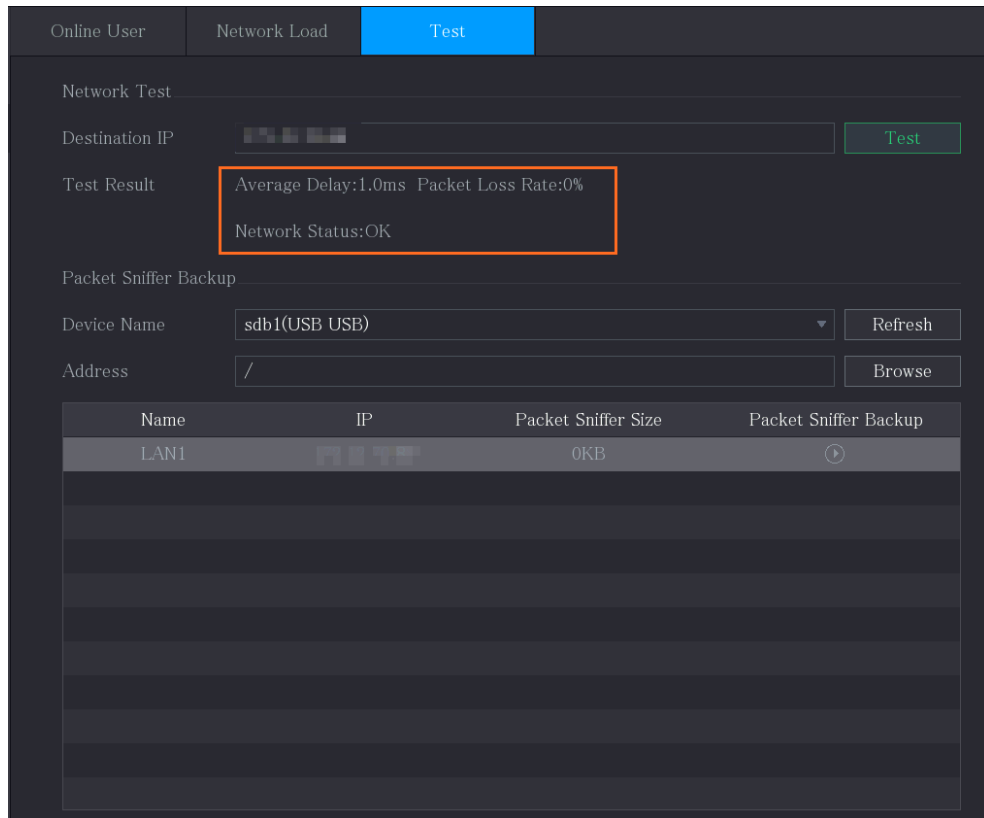 Online User Network Load Test
Network Test
Destination IP Test
Test Result Average Delay:1.0ms Packet Loss Rate:0%
Network Status:OK
Packet Sniffer Backup
Device Name sdb1(USB USB) Refresh
Address / Browse
Name IP Packet Sniffer Size Packet Sniffer Backup
LAN1 0KB